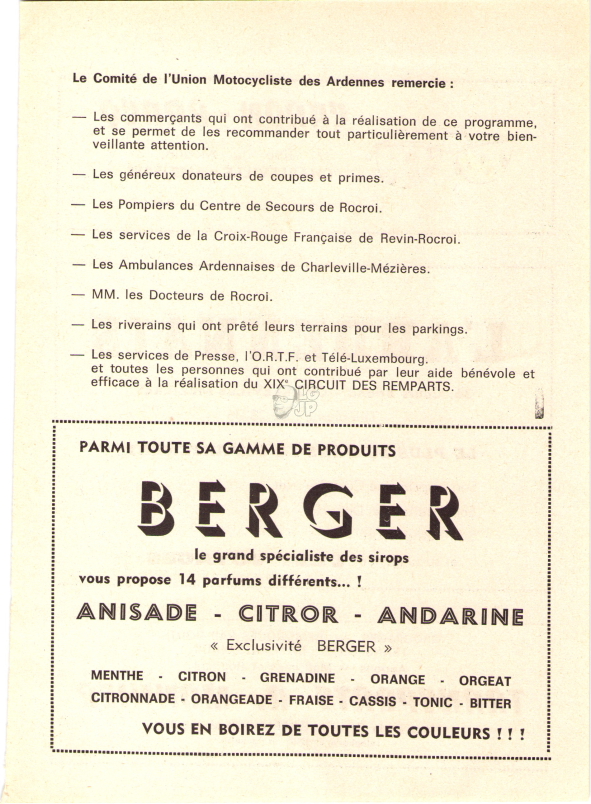 Le Comité de l'Union Motocycliste des Ardennes remercie :
— Les commerçants qui ont contribué à la réalisation de ce programme,
et se permet de les recommander tout particulièrement à votre bien-
veillante attention.
— Les généreux donateurs de coupes et primes.
— Les Pompiers du Centre de Secours de Rocroi.
— Les services de la Croix-Rouge Française de Revin-Rocroi.
— Les Ambulances Ardennaises de Charleville-Mézières.
— MM. les Docteurs de Rocroi.
— Les riverains qui ont prêté leurs terrains pour les parkings.
— Les services de Presse, l'O.R.T.F. et Télé-Luxembourg.
et toutes les personnes qui ont contribué par leur aide bénévole et
efficace à la réalisation du XIXe CIRCUIT DES REMPARTS.
LG
JP
PARMI TOUTE SA GAMME DE PRODUITS
BERGER
le grand spécialiste des sirops
vous propose 14 parfums différents... !
ANISADE - CITROR - ANDARINE
« Exclusivité BERGER »
MENTHE - CITRON - GRENADINE - ORANGE - ORGEAT
CITRONNADE - ORANGEADE - FRAISE - CASSIS - TONIC - BITTER
VOUS EN BOIREZ DE TOUTES LES COULEURS ! ! !